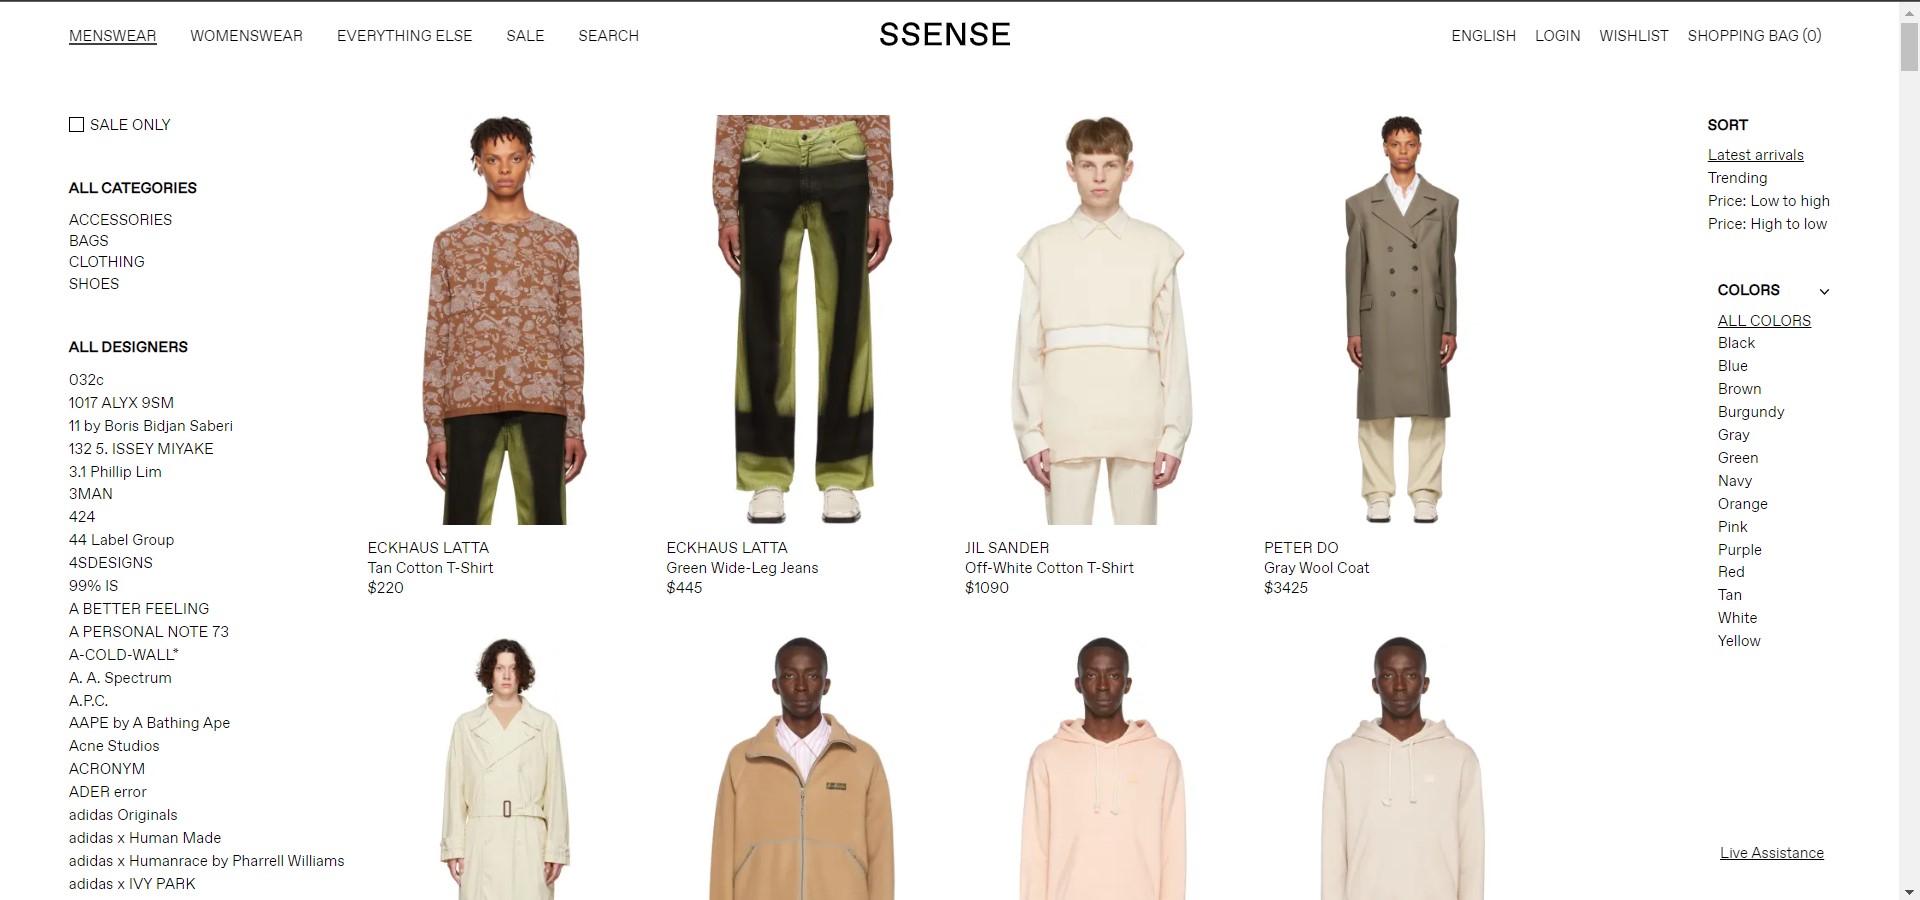 MENSWEAR
WOMENSWEAR
EVERYTHING ELSE
SALE
SEARCH
SSENSE
ENGLISH
LOGIN
WISHLIST
SHOPPING BAG (0)
SALE ONLY
ALL CATEGORIES
ACCESSORIES
BAGS
CLOTHING
SHOES
ALL DESIGNERS
032c
1017 ALYX 9SM
11 by Boris Bidjan Saberi
132 5. ISSEY MIYAKE
3.1 Phillip Lim
3MAN
424
44 Label Group
4SDESIGNS
99% IS
A BETTER FEELING
A PERSONAL NOTE 73
A-COLD-WALL*
A. A. Spectrum
A.P.C.
AAPE by A Bathing Ape
Acne Studios
ACRONYM
ADER error
adidas Originals
adidas x Human Made
adidas x Humanrace by Pharrell Williams
adidas x IVY PARK
ECKHAUS LATTA
Tan Cotton T-Shirt
$220
ECKHAUS LATTA
Green Wide-Leg Jeans
$445
JIL SANDER
Off-White Cotton T-Shirt
$1090
PETER DO
Gray Wool Coat
$3425
SORT
Latest arrivals
Trending
Price: Low to high
Price: High to low
COLORS
ALL COLORS
Black
Blue
Brown
Burgundy
Gray
Green
Navy
Orange
Pink
Purple
Red
Tan
White
Yellow
Live Assistance